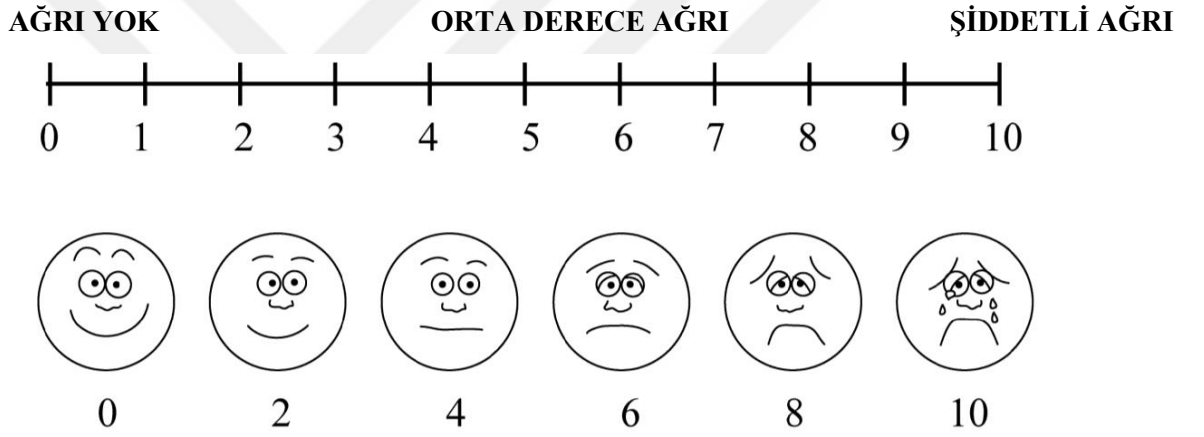 AĞRI YOK ORTA DERECE AĞRI ŞİDDETLİ AĞRI
0 1 2 3 4 5 6 7 8 9 10
0 2 4 6 8 10